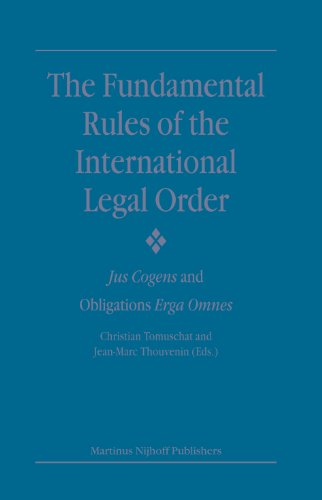 The Fundamental
Rules of the
International
Legal Order
Jus Cogens and
Obligations Erga Omnes
Christian Tomuschat and
Jean-Marc Thouvenin (Eds.)
Martinus Nijhoff Publishers